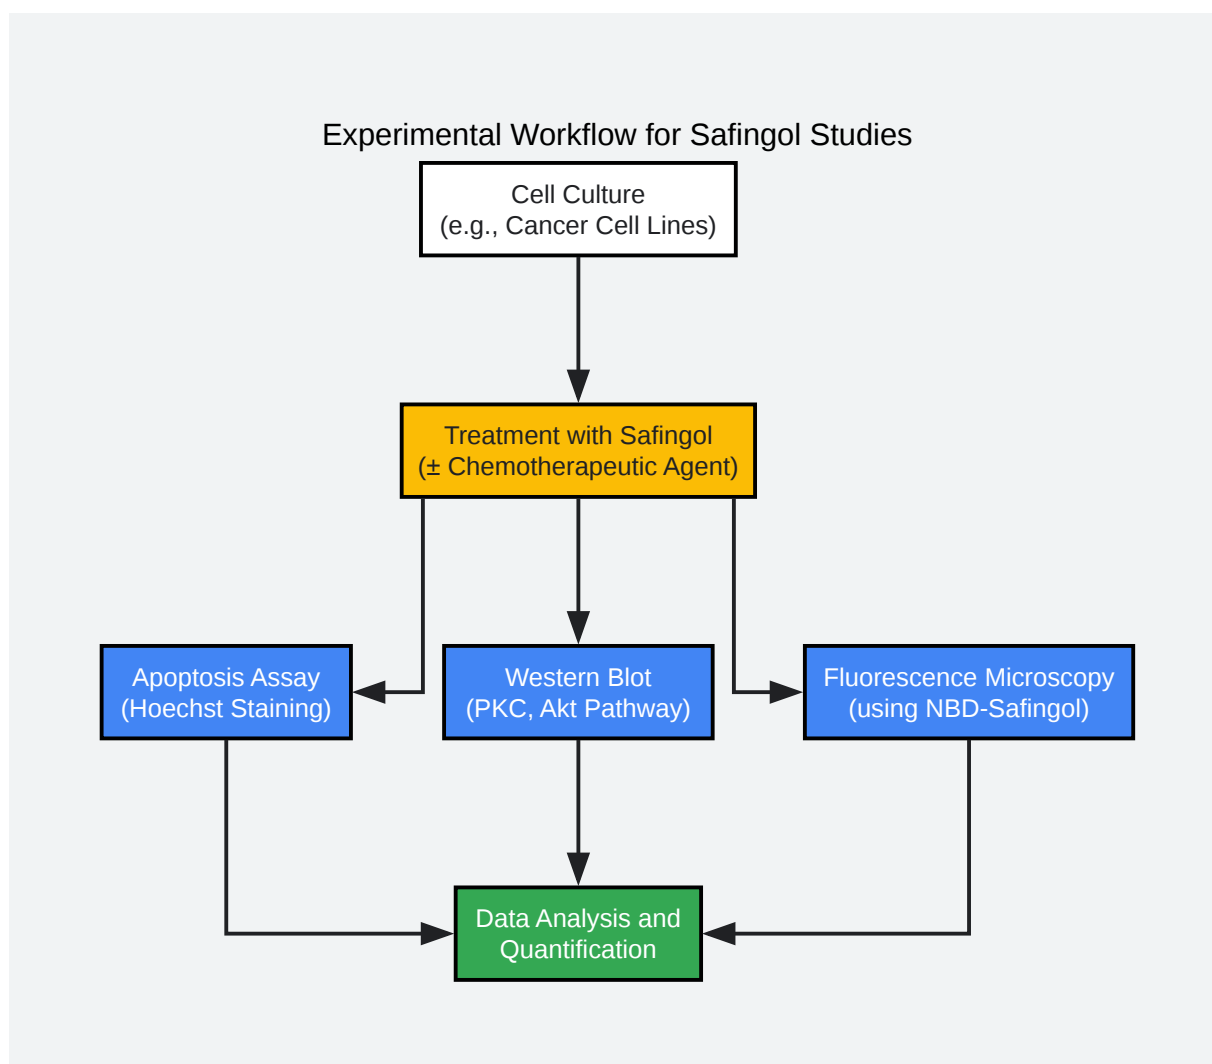 Experimental Workflow for Safingol Studies
Cell Culture
(e.g., Cancer Cell Lines)
Treatment with Safingol
(± Chemotherapeutic Agent)
Apoptosis Assay
(Hoechst Staining)
Western Blot
(PKC, Akt Pathway)
Fluorescence Microscopy
(using NBD-Safingol)
Data Analysis and
Quantification